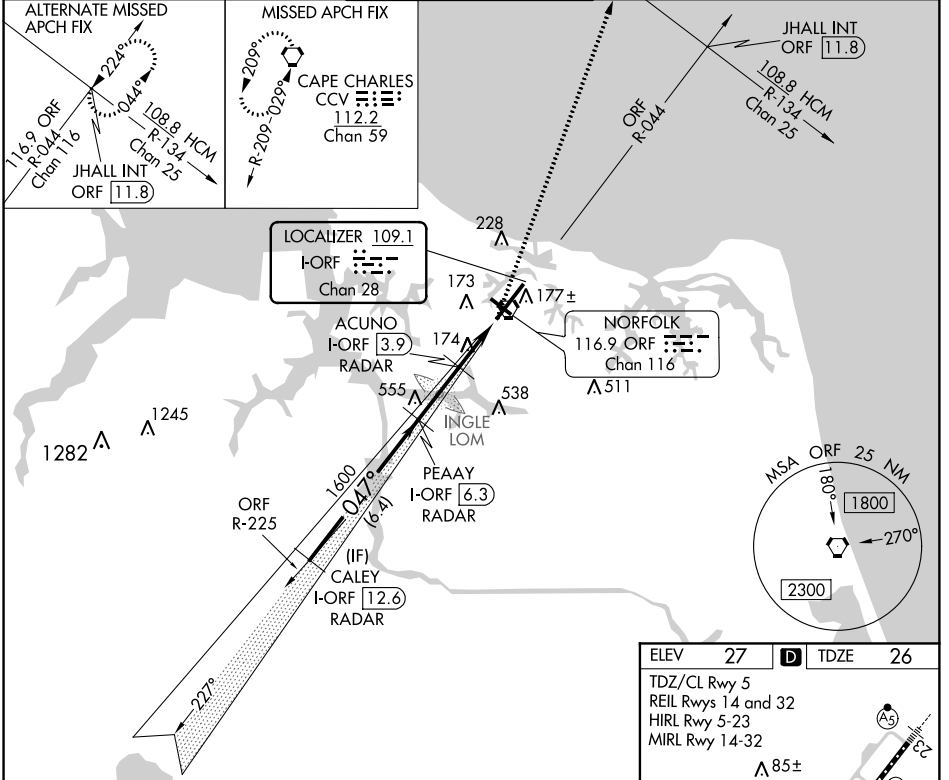 ALTERNATE MISSED
APCH FIX
224°
044°
116.9 ORF
R-044
Chan 116
108.8 HCM
R-134
Chan 25
JHALL INT
ORF 11.8
MISSED APCH FIX
209°
R-209
029°
CAPE CHARLES
CCV
112.2
Chan 59
JHALL INT
ORF 11.8
108.8 HCM
R-134
Chan 25
ORF
R-044
LOCALIZER 109.1
I-ORF
Chan 28
228
173
177±
NORFOLK
116.9 ORF
Chan 116
ACUNO
I-ORF 3.9
RADAR
174
555
538
511
INGLE
LOM
1245
1282
PEAAY
I-ORF 6.3
RADAR
1600
047°
(6.4)
ORF
R-225
(IF)
CALEY
I-ORF 12.6
RADAR
227°
MSA ORF 25 NM
180°
1800
270°
2300
ELEV 27 D TDZE 26
TDZ/CL Rwy 5
REIL Rwys 14 and 32
HIRL Rwy 5-23
MIRL Rwy 14-32
A5
23
85±